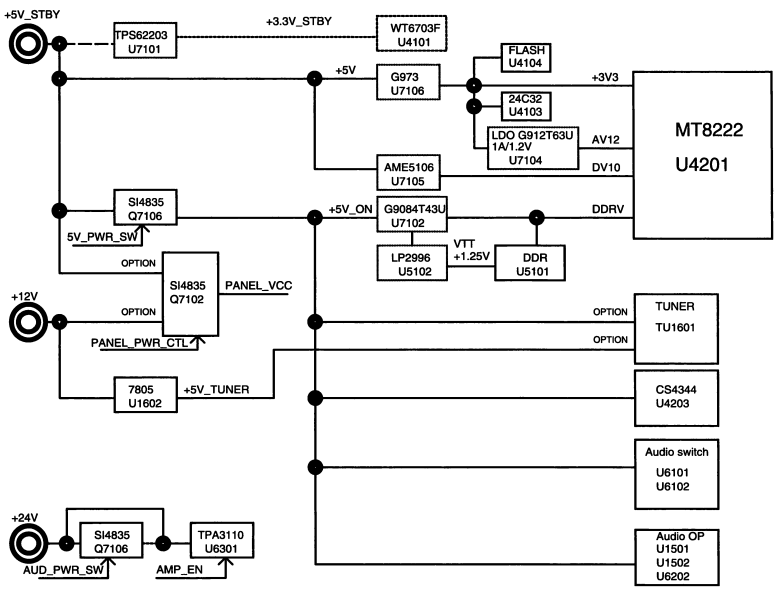 +5V_STBY
TPS62203
U7101
+3.3V_STBY
WT6703F
U4101
+5V
G973
U7106
FLASH
U4104
24C32
U4103
LDO G912T63U
1A/1.2V
U7104
+3V3
AV12
DV10
DDRV
MT8222
U4201
AME5106
U7105
SI4835
Q7106
5V_PWR_SW
+5V_ON
G9084T43U
U7102
LP2996
U5102
VTT
+1.25V
DDR
U5101
OPTION
SI4835
Q7102
PANEL_VCC
+12V
OPTION
PANEL_PWR_CTL
7805
U1602
+5V_TUNER
OPTION
OPTION
TUNER
TU1601
CS4344
U4203
Audio switch
U6101
U6102
+24V
SI4835
Q7106
AUD_PWR_SW
TPA3110
U6301
AMP_EN
Audio OP
U1501
U1502
U6202